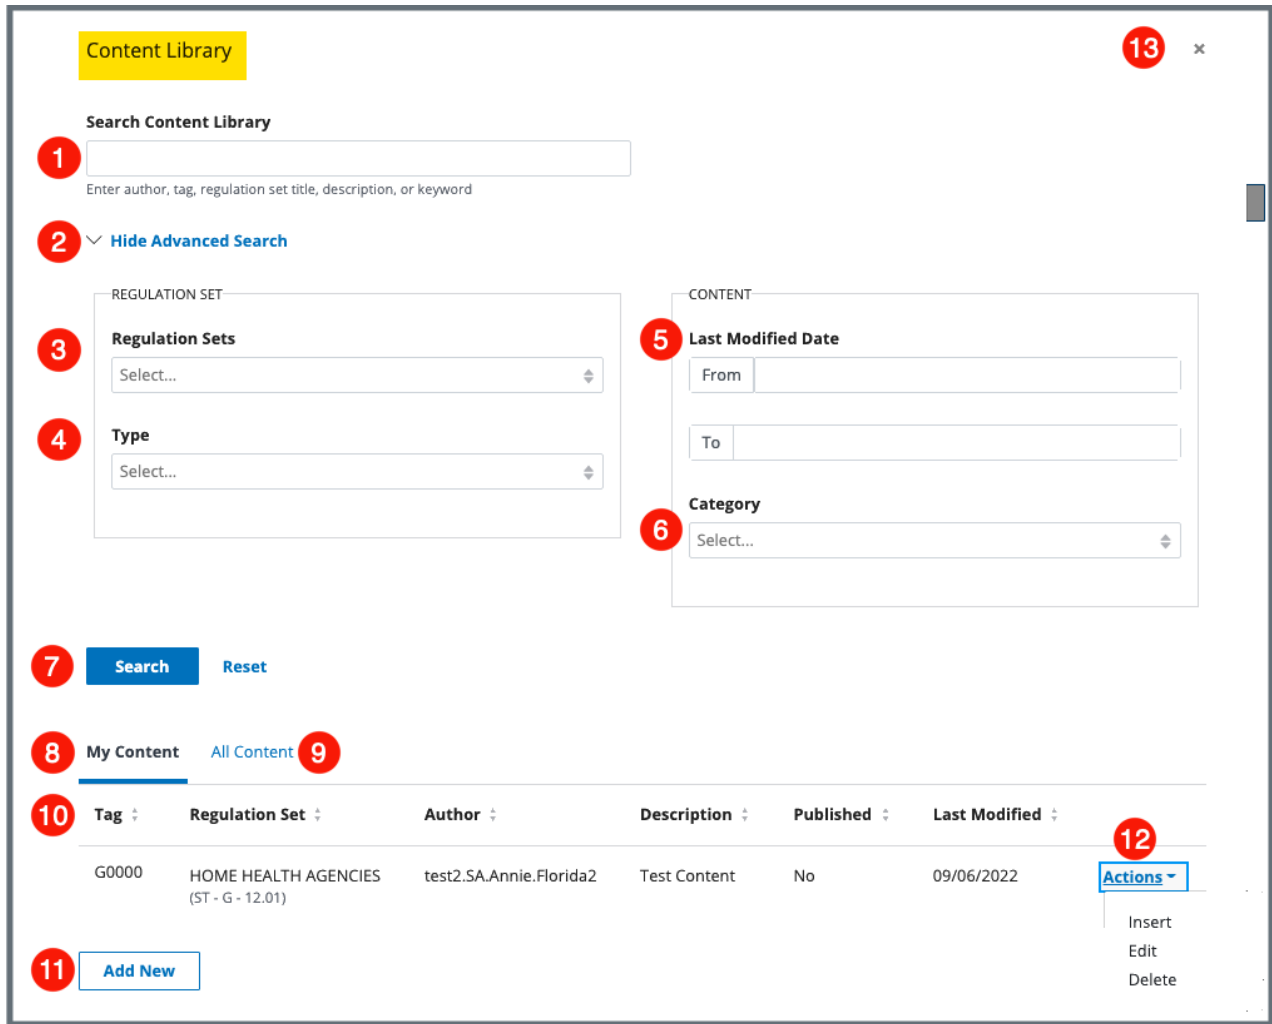 Content Library
13 ×
Search Content Library
1
Enter author, tag, regulation set title, description, or keyword
2 Hide Advanced Search
REGULATION SET
3 Regulation Sets
Select...
4 Type
Select...
CONTENT
5 Last Modified Date
From
To
Category
6 Select...
7 Search Reset
8 My Content All Content 9
10 Tag Regulation Set Author Description Published Last Modified
12
G0000 HOME HEALTH AGENCIES test2.SA.Annie.Florida2 Test Content No 09/06/2022 Actions
(ST - G - 12.01)
Insert
Edit
Delete
11 Add New